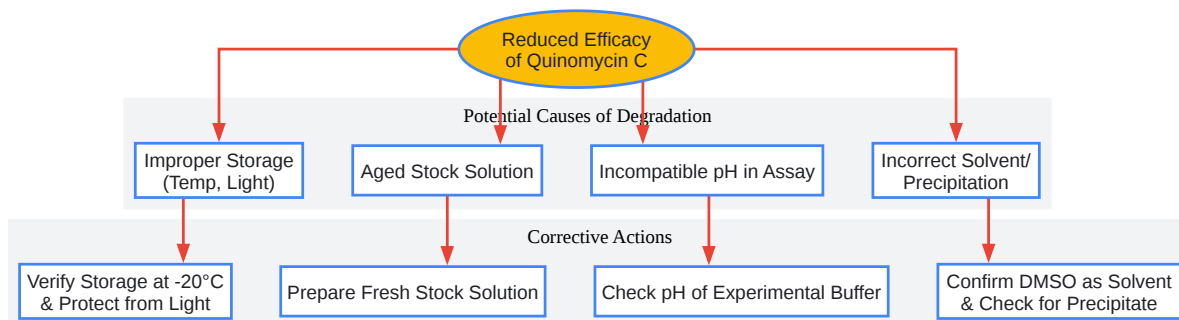 Reduced Efficacy
of Quinomycin C
Potential Causes of Degradation
Improper Storage
(Temp, Light)
Aged Stock Solution
Incompatible pH in Assay
Incorrect Solvent/
Precipitation
Corrective Actions
Verify Storage at -20°C
& Protect from Light
Prepare Fresh Stock Solution
Check pH of Experimental Buffer
Confirm DMSO as Solvent
& Check for Precipitate